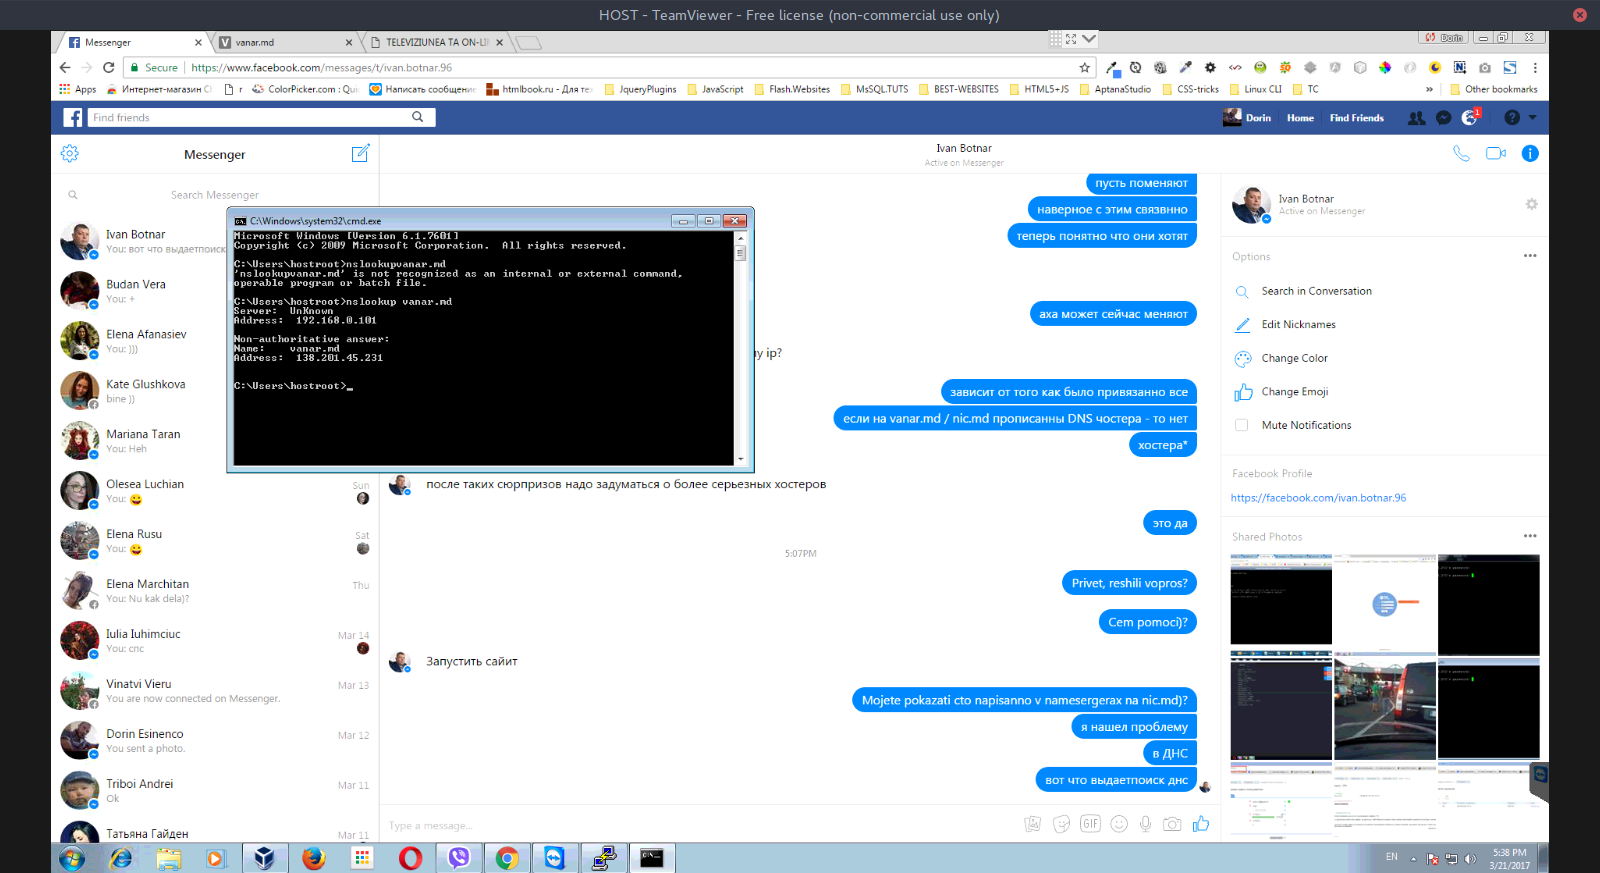 HOST - TeamViewer - Free license (non-commercial use only)
Messenger
vanar.md
TELEVIZIUNEA TA ON-LI
Dorin
Secure
https://www.facebook.com/messages/t/ivan.botnar.96
Apps
Интернет-магазин
r
ColorPicker.com : Quic
Написать сообщение
htmlbook.ru - Для те
JqueryPlugins
JavaScript
Flash.Websites
MsSQL.TUTS
BEST-WEBSITES
HTML5+JS
AptanaStudio
CSS-tricks
Linux CLI
TC
»
Other bookmarks
Find friends
Dorin
Home
Find Friends
1
Messenger
Ivan Botnar
Active on Messenger
Search Messenger
Ivan Botnar
You: вот что выдаетпоиск
Budan Vera
You: +
Elena Afanasiev
You: )))
Kate Glushkova
bine ))
Mariana Taran
You: Heh
Olesea Luchian
Sun
You: 😀
Elena Rusu
Sat
You: 😀
Elena Marchitan
Thu
You: Nu kak dela)?
Iulia Iuhimciuc
Mar 14
You: cnc
Vinatvi Vieru
Mar 13
You are now connected on Messenger.
Dorin Esinenco
Mar 12
You sent a photo.
Triboi Andrei
Mar 11
Ok
Татьяна Гайден
Mar 11
C:\Windows\system32\cmd.exe
Microsoft Windows [Version 6.1.7601]
Copyright (c) 2009 Microsoft Corporation.  All rights reserved.
C:\Users\hostroot>nslookupvanar.md
'nslookupvanar.md' is not recognized as an internal or external command,
operable program or batch file.
C:\Users\hostroot>nslookup vanar.md
Server:  UnKnown
Address:  192.168.0.101
Non-authoritative answer:
Name:    vanar.md
Address:  138.201.45.231
C:\Users\hostroot>_
пусть поменяют
наверное с этим связвнно
теперь понятно что они хотят
аха может сейчас меняют
у ip?
зависит от того как было привязанно все
если на vanar.md / nic.md прописанны DNS чостера - то нет
хостера*
после таких сюрпризов надо задуматься о более серьезных хостеров
это да
5:07PM
Privet, reshili vopros?
Cem pomoci)?
Запустить сайит
Mojete pokazati cto napisanno v namesergerax na nic.md)?
я нашел проблему
в ДНС
вот что выдаетпоиск днс
Type a message...
GIF
Ivan Botnar
Active on Messenger
Options
Search in Conversation
Edit Nicknames
Change Color
Change Emoji
Mute Notifications
Facebook Profile
https://facebook.com/ivan.botnar.96
Shared Photos
EN
5:38 PM
3/21/2017